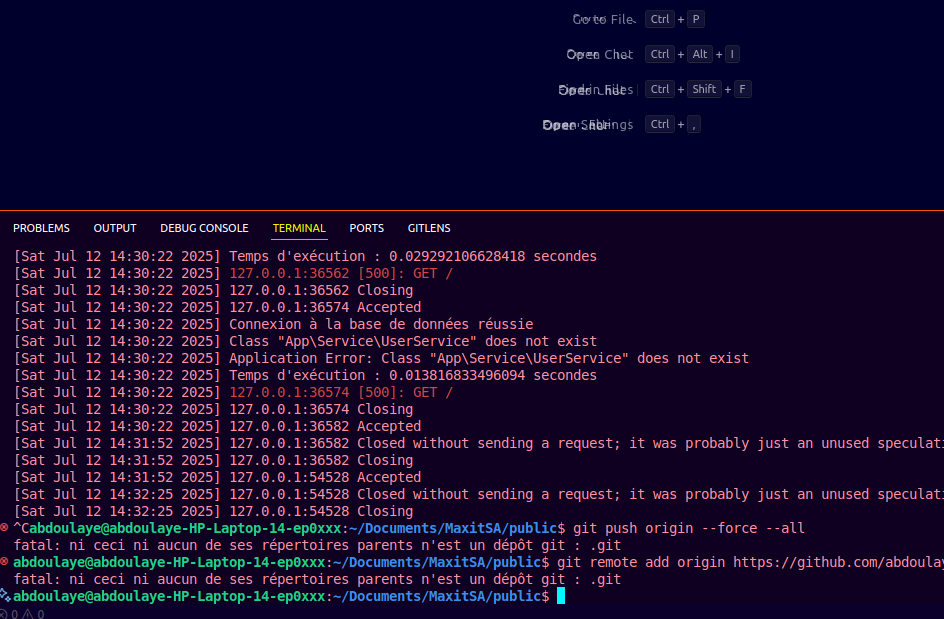 Go to File Ctrl + P
Open Chat Ctrl + Alt + I
Find in Files Ctrl + Shift + F
Open Settings Ctrl + ,
PROBLEMS OUTPUT DEBUG CONSOLE TERMINAL PORTS GITLENS
[Sat Jul 12 14:30:22 2025] Temps d'exécution : 0.029292106628418 secondes
[Sat Jul 12 14:30:22 2025] 127.0.0.1:36562 [500]: GET /
[Sat Jul 12 14:30:22 2025] 127.0.0.1:36562 Closing
[Sat Jul 12 14:30:22 2025] 127.0.0.1:36574 Accepted
[Sat Jul 12 14:30:22 2025] Connexion à la base de données réussie
[Sat Jul 12 14:30:22 2025] Class "App\Service\UserService" does not exist
[Sat Jul 12 14:30:22 2025] Application Error: Class "App\Service\UserService" does not exist
[Sat Jul 12 14:30:22 2025] Temps d'exécution : 0.013816833496094 secondes
[Sat Jul 12 14:30:22 2025] 127.0.0.1:36574 [500]: GET /
[Sat Jul 12 14:30:22 2025] 127.0.0.1:36574 Closing
[Sat Jul 12 14:30:22 2025] 127.0.0.1:36582 Accepted
[Sat Jul 12 14:31:52 2025] 127.0.0.1:36582 Closed without sending a request; it was probably just an unused speculati
[Sat Jul 12 14:31:52 2025] 127.0.0.1:36582 Closing
[Sat Jul 12 14:31:52 2025] 127.0.0.1:54528 Accepted
[Sat Jul 12 14:32:25 2025] 127.0.0.1:54528 Closed without sending a request; it was probably just an unused speculati
[Sat Jul 12 14:32:25 2025] 127.0.0.1:54528 Closing
^Cabdoulaye@abdoulaye-HP-Laptop-14-ep0xxx:~/Documents/MaxitSA/public$ git push origin --force --all
fatal: ni ceci ni aucun de ses répertoires parents n'est un dépôt git : .git
abdoulaye@abdoulaye-HP-Laptop-14-ep0xxx:~/Documents/MaxitSA/public$ git remote add origin https://github.com/abdoulay
fatal: ni ceci ni aucun de ses répertoires parents n'est un dépôt git : .git
abdoulaye@abdoulaye-HP-Laptop-14-ep0xxx:~/Documents/MaxitSA/public$
0 0